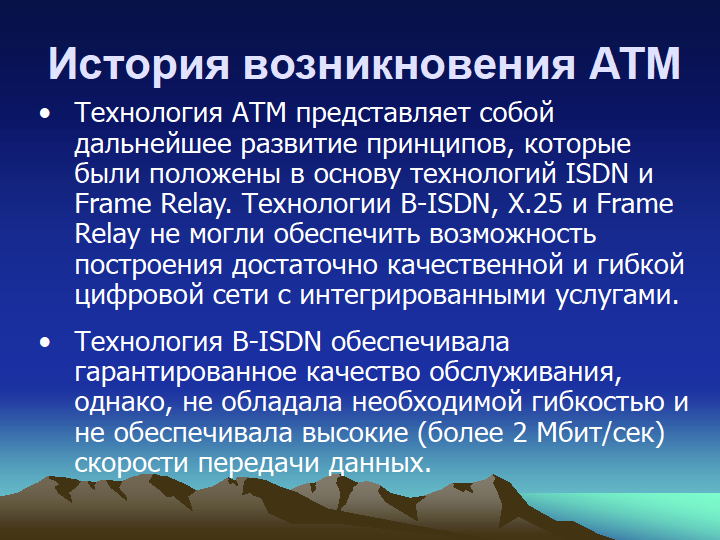 История возникновения АТМ
• Технология АТМ представляет собой
дальнейшее развитие принципов, которые
были положены в основу технологий ISDN и
Frame Relay. Технологии B-ISDN, X.25 и Frame
Relay не могли обеспечить возможность
построения достаточно качественной и гибкой
цифровой сети с интегрированными услугами.
• Технология B-ISDN обеспечивала
гарантированное качество обслуживания,
однако, не обладала необходимой гибкостью и
не обеспечивала высокие (более 2 Мбит/сек)
скорости передачи данных.